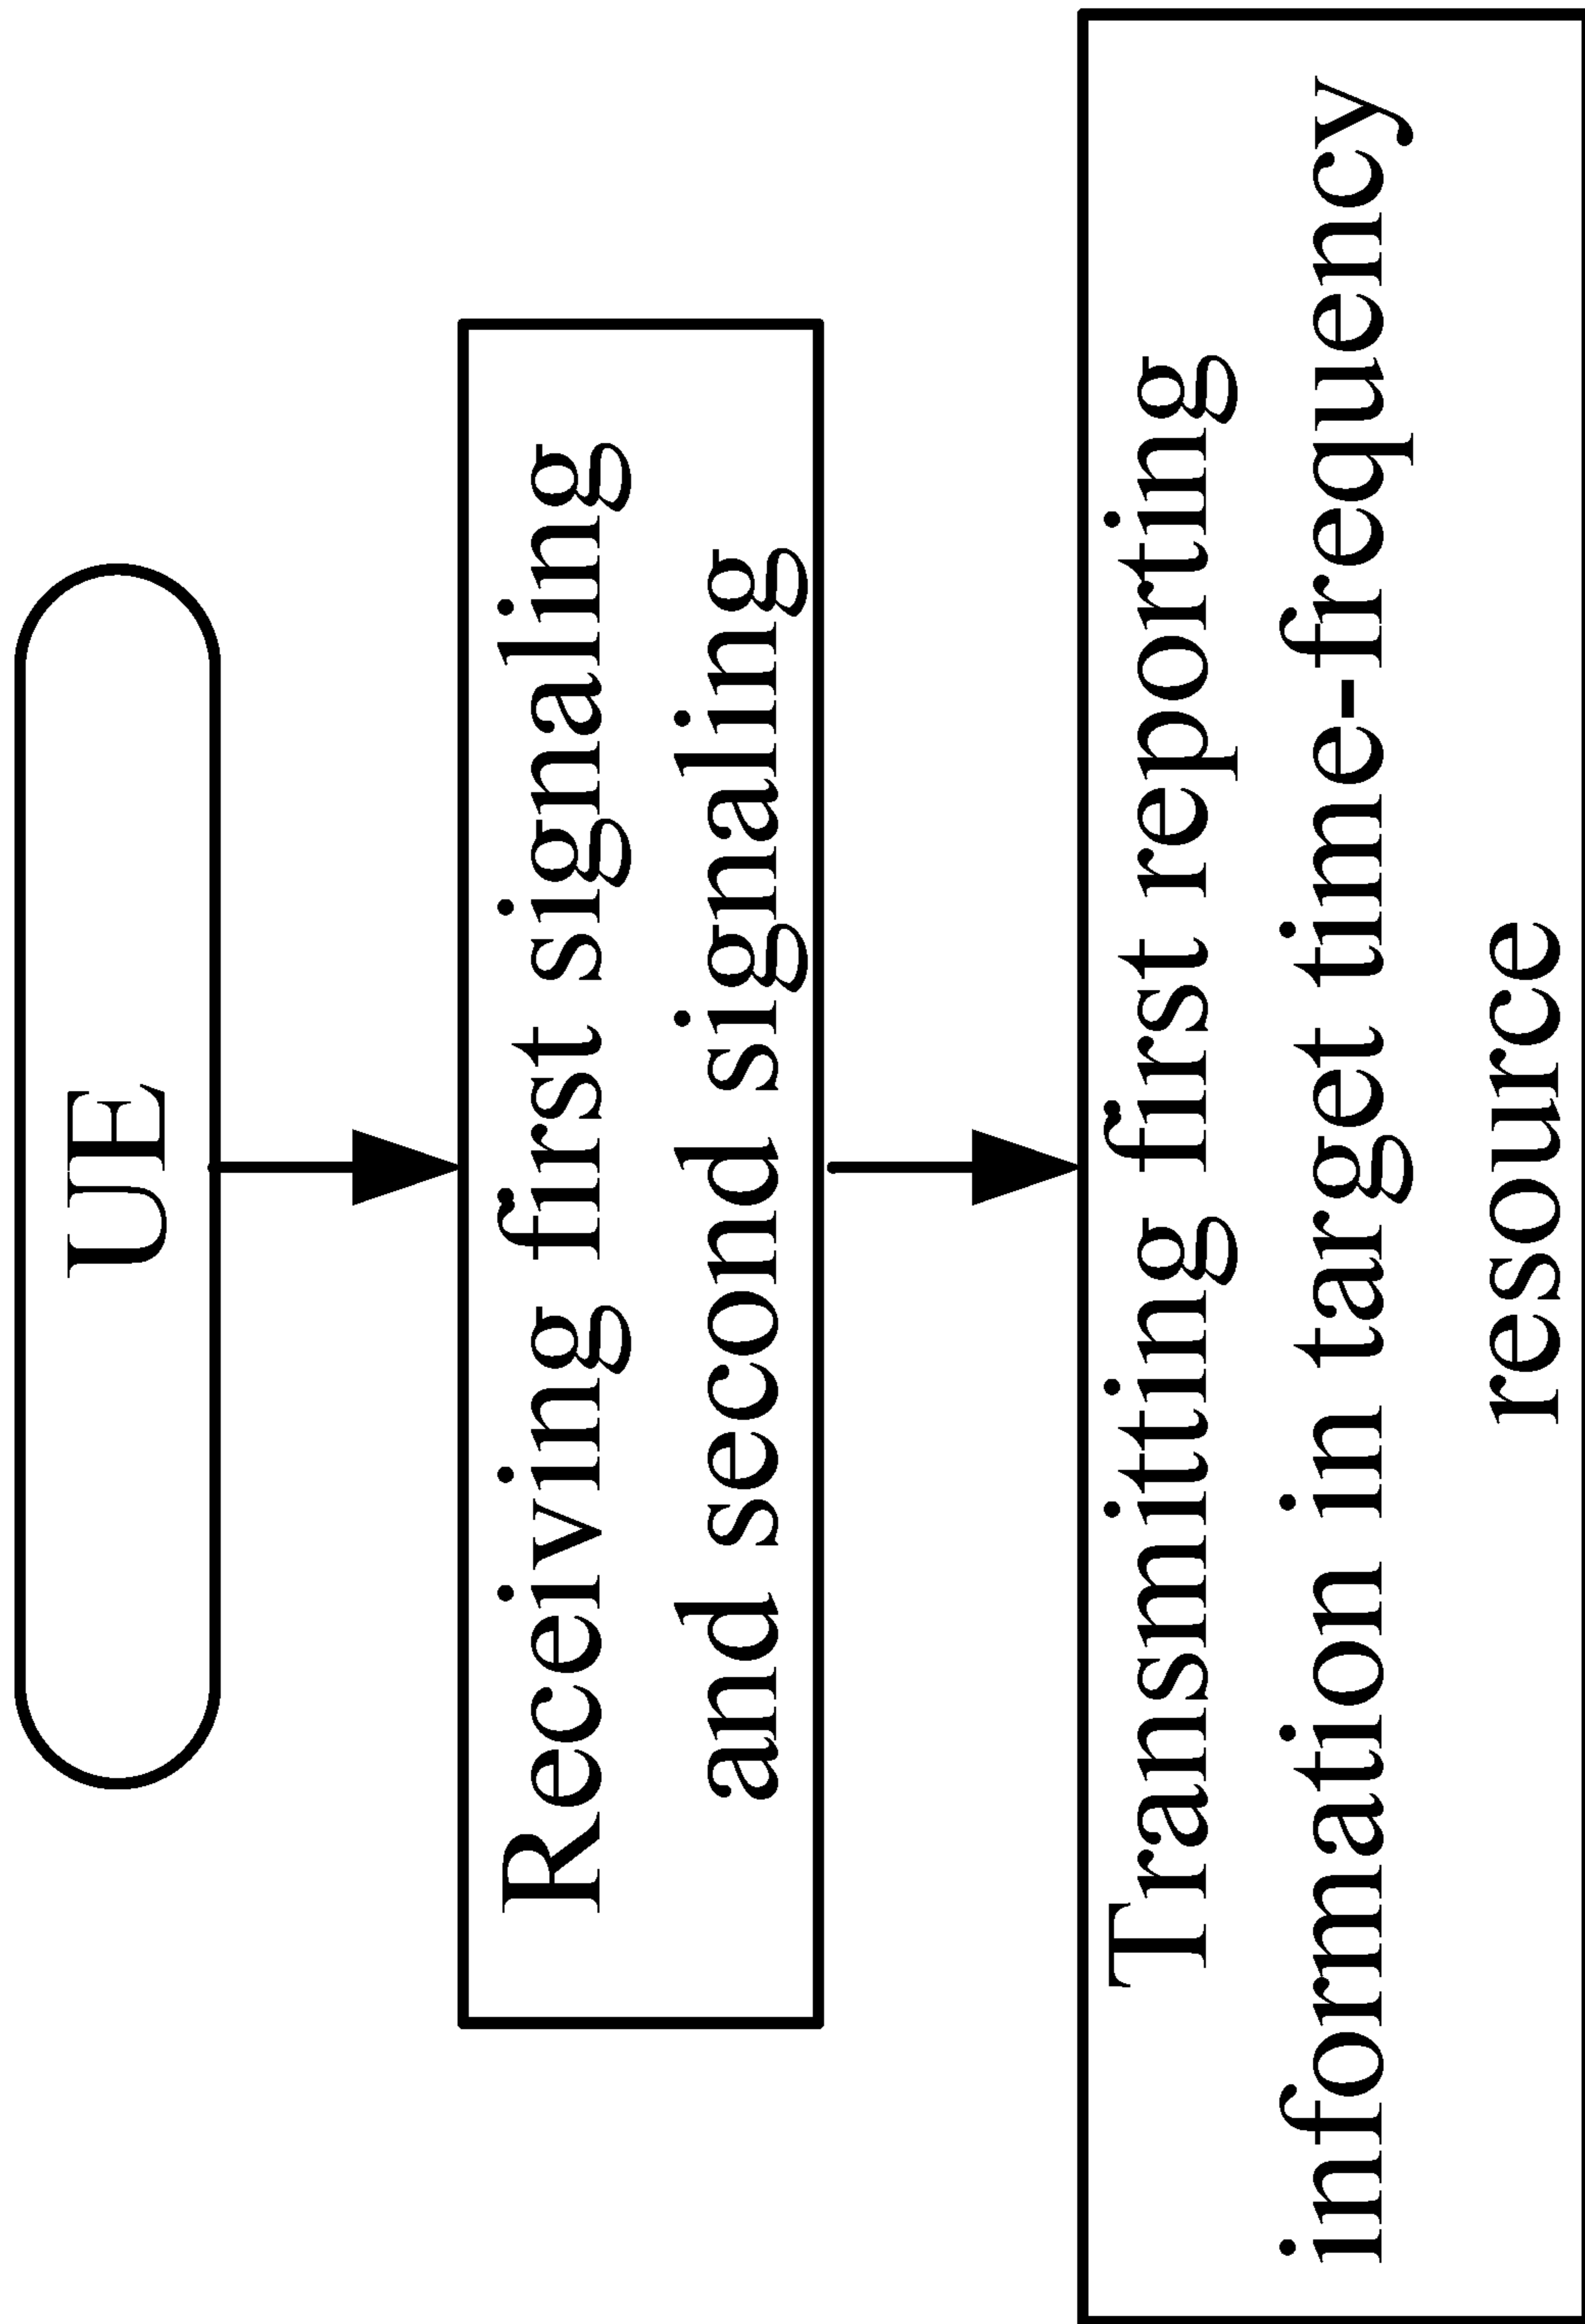 UE
Receiving first signaling
and second signaling
Transmitting first reporting
information in target time-frequency
resource